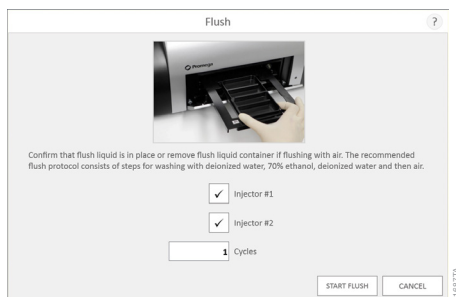 Flush
?
Promega
Confirm that flush liquid is in place or remove flush liquid container if flushing with air. The recommended
flush protocol consists of steps for washing with deionized water, 70% ethanol, deionized water and then air.
Injector #1
Injector #2
1 Cycles
START FLUSH CANCEL